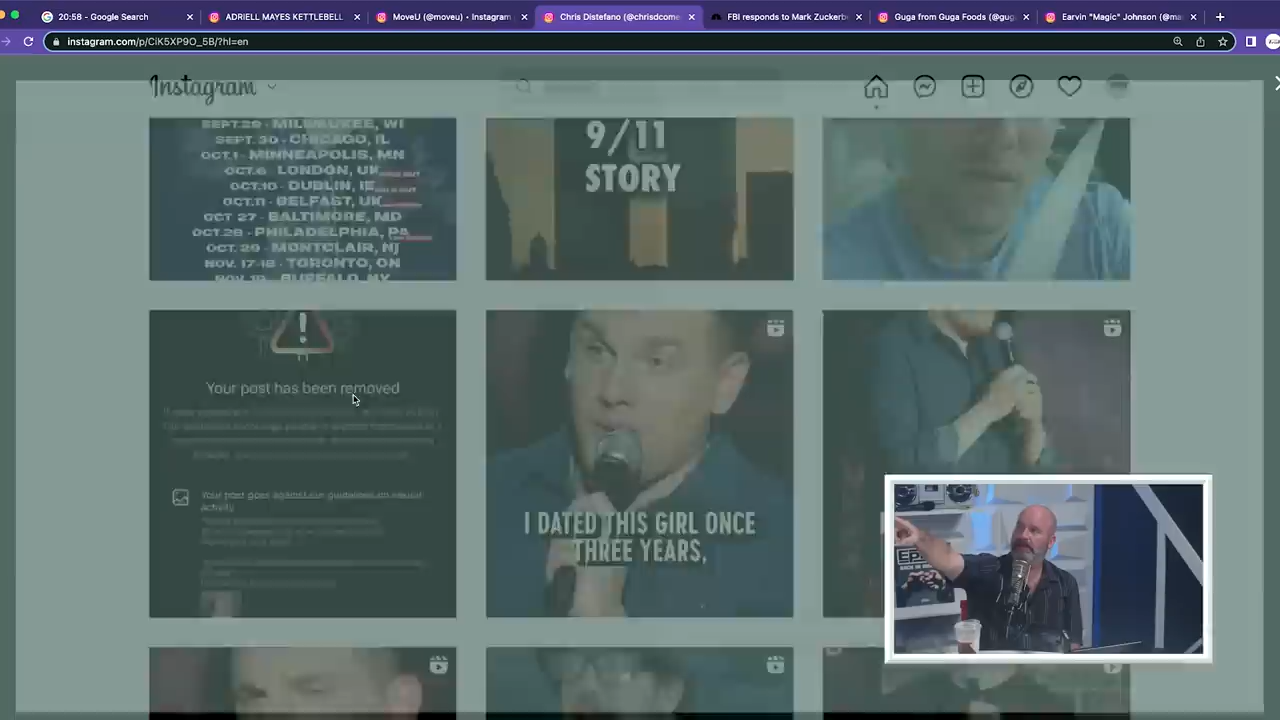 20:58 - Google Search
ADRIELL MAYES KETTLEBELL
MoveU (@moveu) • Instagram
Chris Distefano (@chrisdcome
FBI responds to Mark Zuckerb
Guga from Guga Foods (@gug
Earvin "Magic" Johnson (@ma
instagram.com/p/CiK5XP9O_5B/?hl=en
Instagram
SEPT.29 - MILWAUKEE, WI
SEPT. 30 - CHICAGO, IL
OCT.1 - MINNEAPOLIS, MN
OCT.6 LONDON, UK
OCT.10 - DUBLIN, IE
OCT.11 - BELFAST, UK
OCT 27 - BALTIMORE, MD
OCT.28 - PHILADELPHIA, PA
OCT. 29 - MONTCLAIR, NJ
NOV. 17-18 - TORONTO, ON
NOV. 19 - BUFFALO, NY
9/11
STORY
Your post has been removed
Your post goes against our guidelines on sexual
activity
I DATED THIS GIRL ONCE
THREE YEARS,